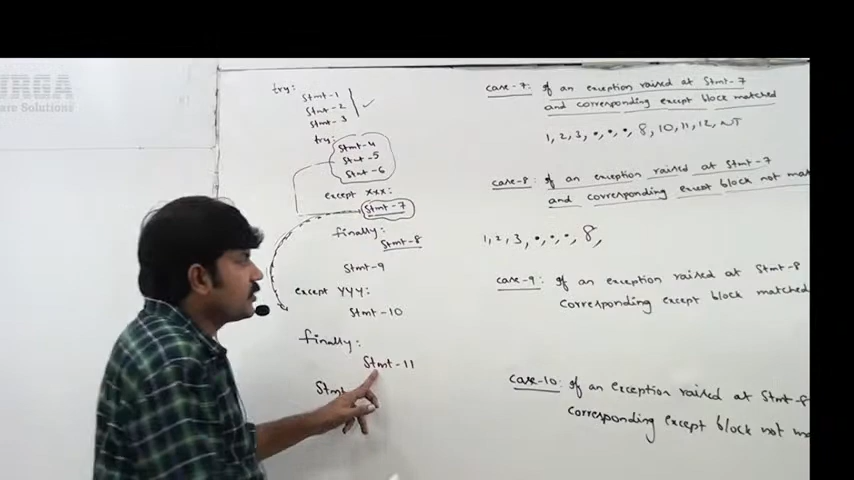 URGA
are Solutions
try:
Stmt-1
Stmt-2
Stmt-3
try:
Stmt-4
Stmt-5
Stmt-6
except xxx:
Stmt-7
finally:
Stmt-8
Stmt-9
except YYY:
Stmt-10
finally:
Stmt-11
Stmt
case-7: If an exception raised at Stmt-7
and corresponding except block matched
1, 2, 3, •, •, •, 8, 10, 11, 12, NT
case-8: If an exception raised at Stmt-7
and corresponding except block not mat
1, 2, 3, •, •, •, 8,
case-9: If an exception raised at Stmt-8
corresponding except block matched
case-10: If an exception raised at Stmt-8
corresponding except block not ma